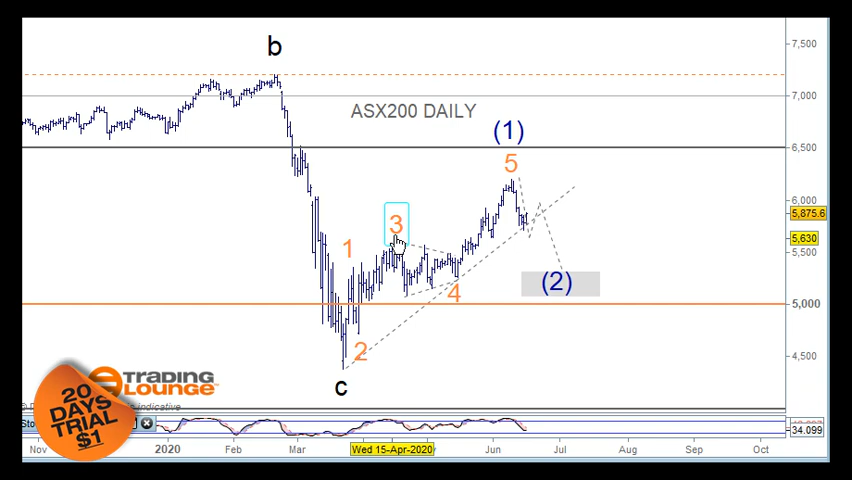 b
7,500
7,000
ASX200 DAILY
(1)
6,500
5
6,000
5,875.6
3
1
5,630
5,500
(2)
4
5,000
2
4,500
c
TRADING
LOUNGE
20
DAYS
TRIAL
$1
indicative
Sto
34.099
Nov
2020
Feb
Mar
Wed 15-Apr-2020
Jun
Jul
Aug
Sep
Oct